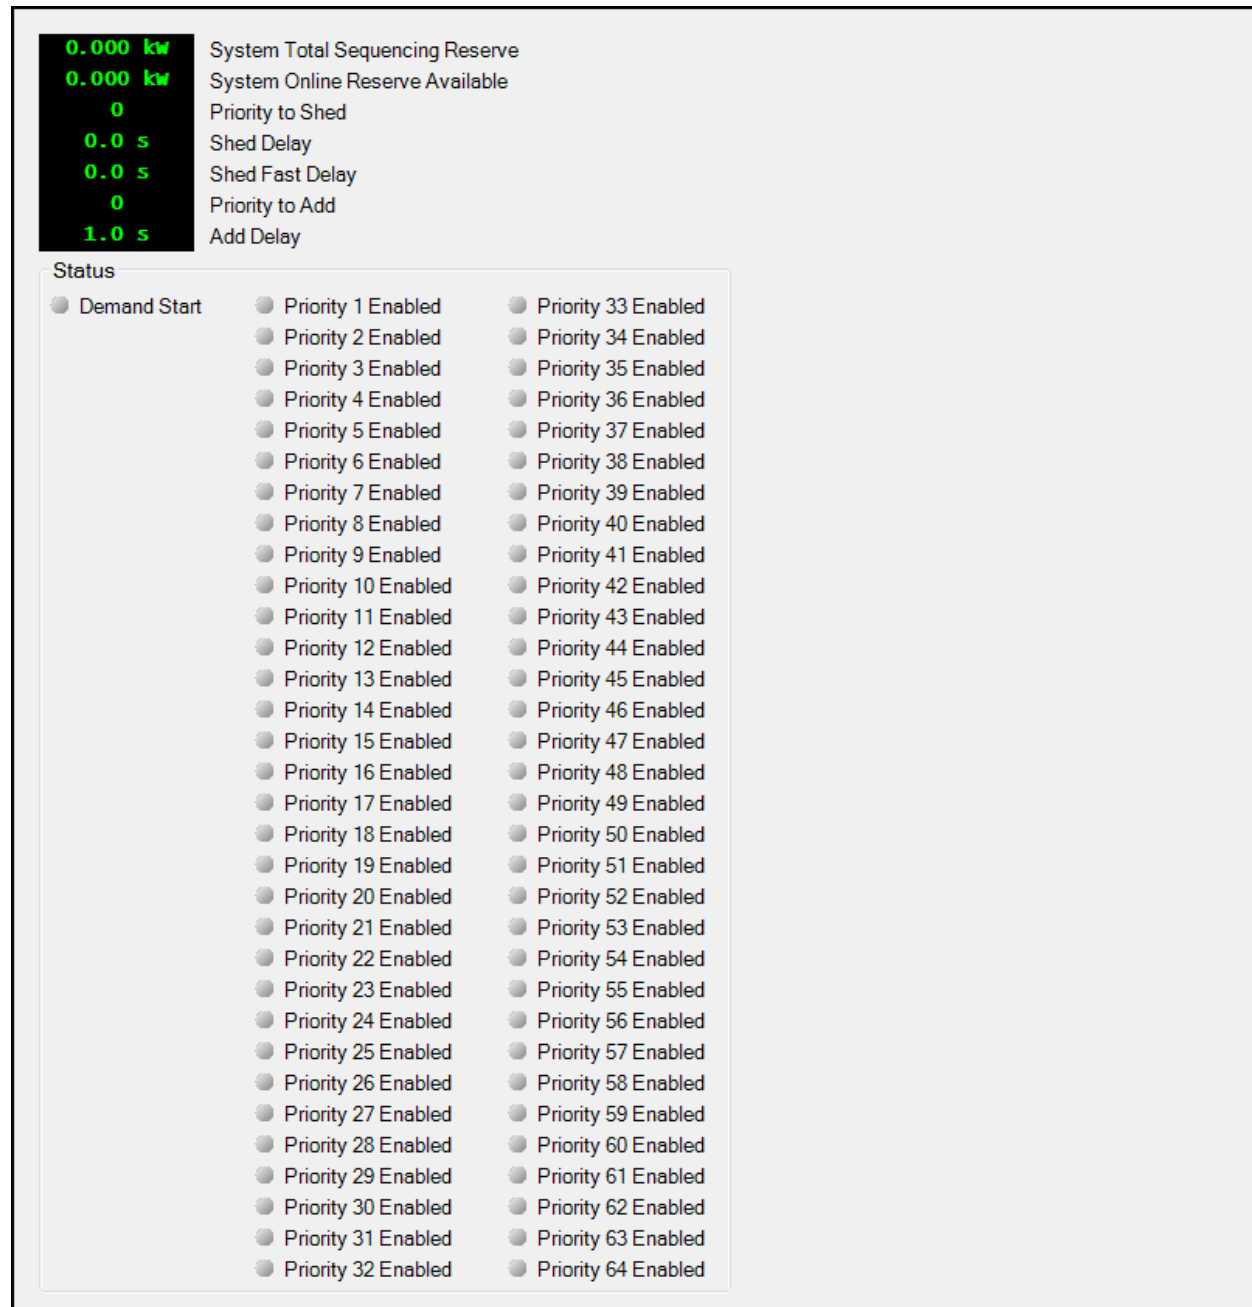 0.000 kW System Total Sequencing Reserve
0.000 kW System Online Reserve Available
0 Priority to Shed
0.0 s Shed Delay
0.0 s Shed Fast Delay
0 Priority to Add
1.0 s Add Delay
Status
Demand Start Priority 1 Enabled Priority 33 Enabled
Priority 2 Enabled Priority 34 Enabled
Priority 3 Enabled Priority 35 Enabled
Priority 4 Enabled Priority 36 Enabled
Priority 5 Enabled Priority 37 Enabled
Priority 6 Enabled Priority 38 Enabled
Priority 7 Enabled Priority 39 Enabled
Priority 8 Enabled Priority 40 Enabled
Priority 9 Enabled Priority 41 Enabled
Priority 10 Enabled Priority 42 Enabled
Priority 11 Enabled Priority 43 Enabled
Priority 12 Enabled Priority 44 Enabled
Priority 13 Enabled Priority 45 Enabled
Priority 14 Enabled Priority 46 Enabled
Priority 15 Enabled Priority 47 Enabled
Priority 16 Enabled Priority 48 Enabled
Priority 17 Enabled Priority 49 Enabled
Priority 18 Enabled Priority 50 Enabled
Priority 19 Enabled Priority 51 Enabled
Priority 20 Enabled Priority 52 Enabled
Priority 21 Enabled Priority 53 Enabled
Priority 22 Enabled Priority 54 Enabled
Priority 23 Enabled Priority 55 Enabled
Priority 24 Enabled Priority 56 Enabled
Priority 25 Enabled Priority 57 Enabled
Priority 26 Enabled Priority 58 Enabled
Priority 27 Enabled Priority 59 Enabled
Priority 28 Enabled Priority 60 Enabled
Priority 29 Enabled Priority 61 Enabled
Priority 30 Enabled Priority 62 Enabled
Priority 31 Enabled Priority 63 Enabled
Priority 32 Enabled Priority 64 Enabled